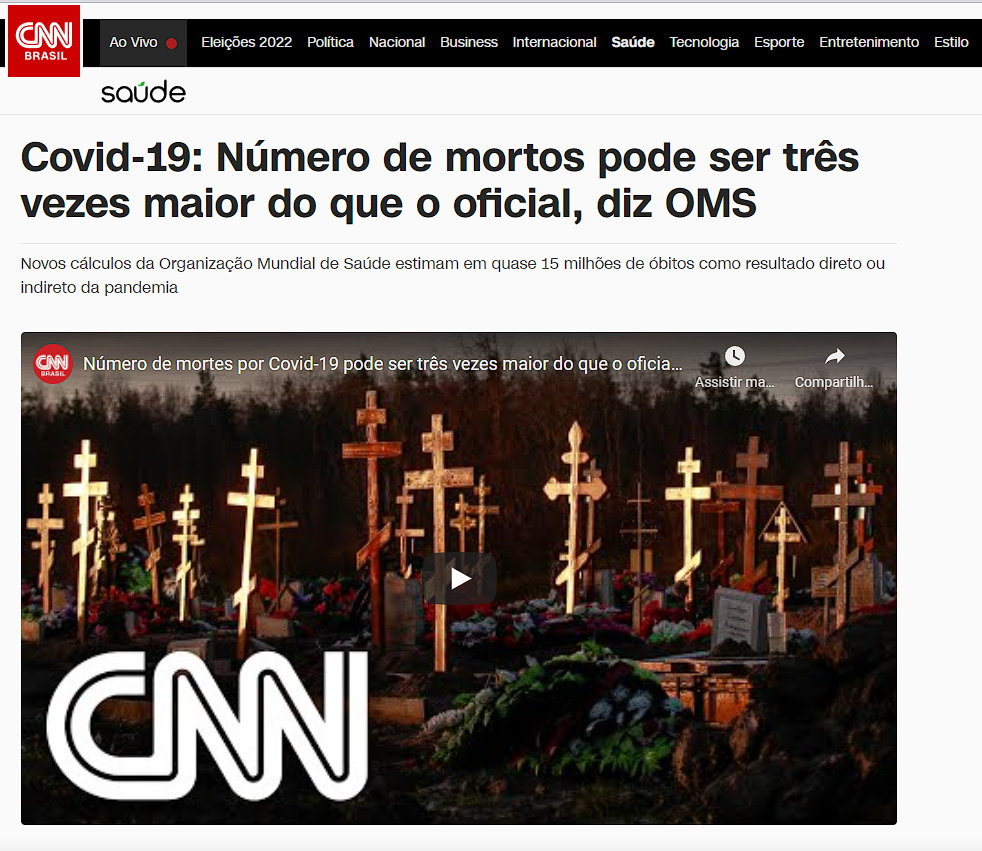 CNN
BRASIL
Ao Vivo Eleições 2022 Política Nacional Business Internacional Saúde Tecnologia Esporte Entretenimento Estilo
saúde
Covid-19: Número de mortos pode ser três
vezes maior do que o oficial, diz OMS
Novos cálculos da Organização Mundial de Saúde estimam em quase 15 milhões de óbitos como resultado direto ou
indireto da pandemia
CNN
BRASIL
Número de mortes por Covid-19 pode ser três vezes maior do que o oficia...
Assistir ma... Compartilh...
CNN